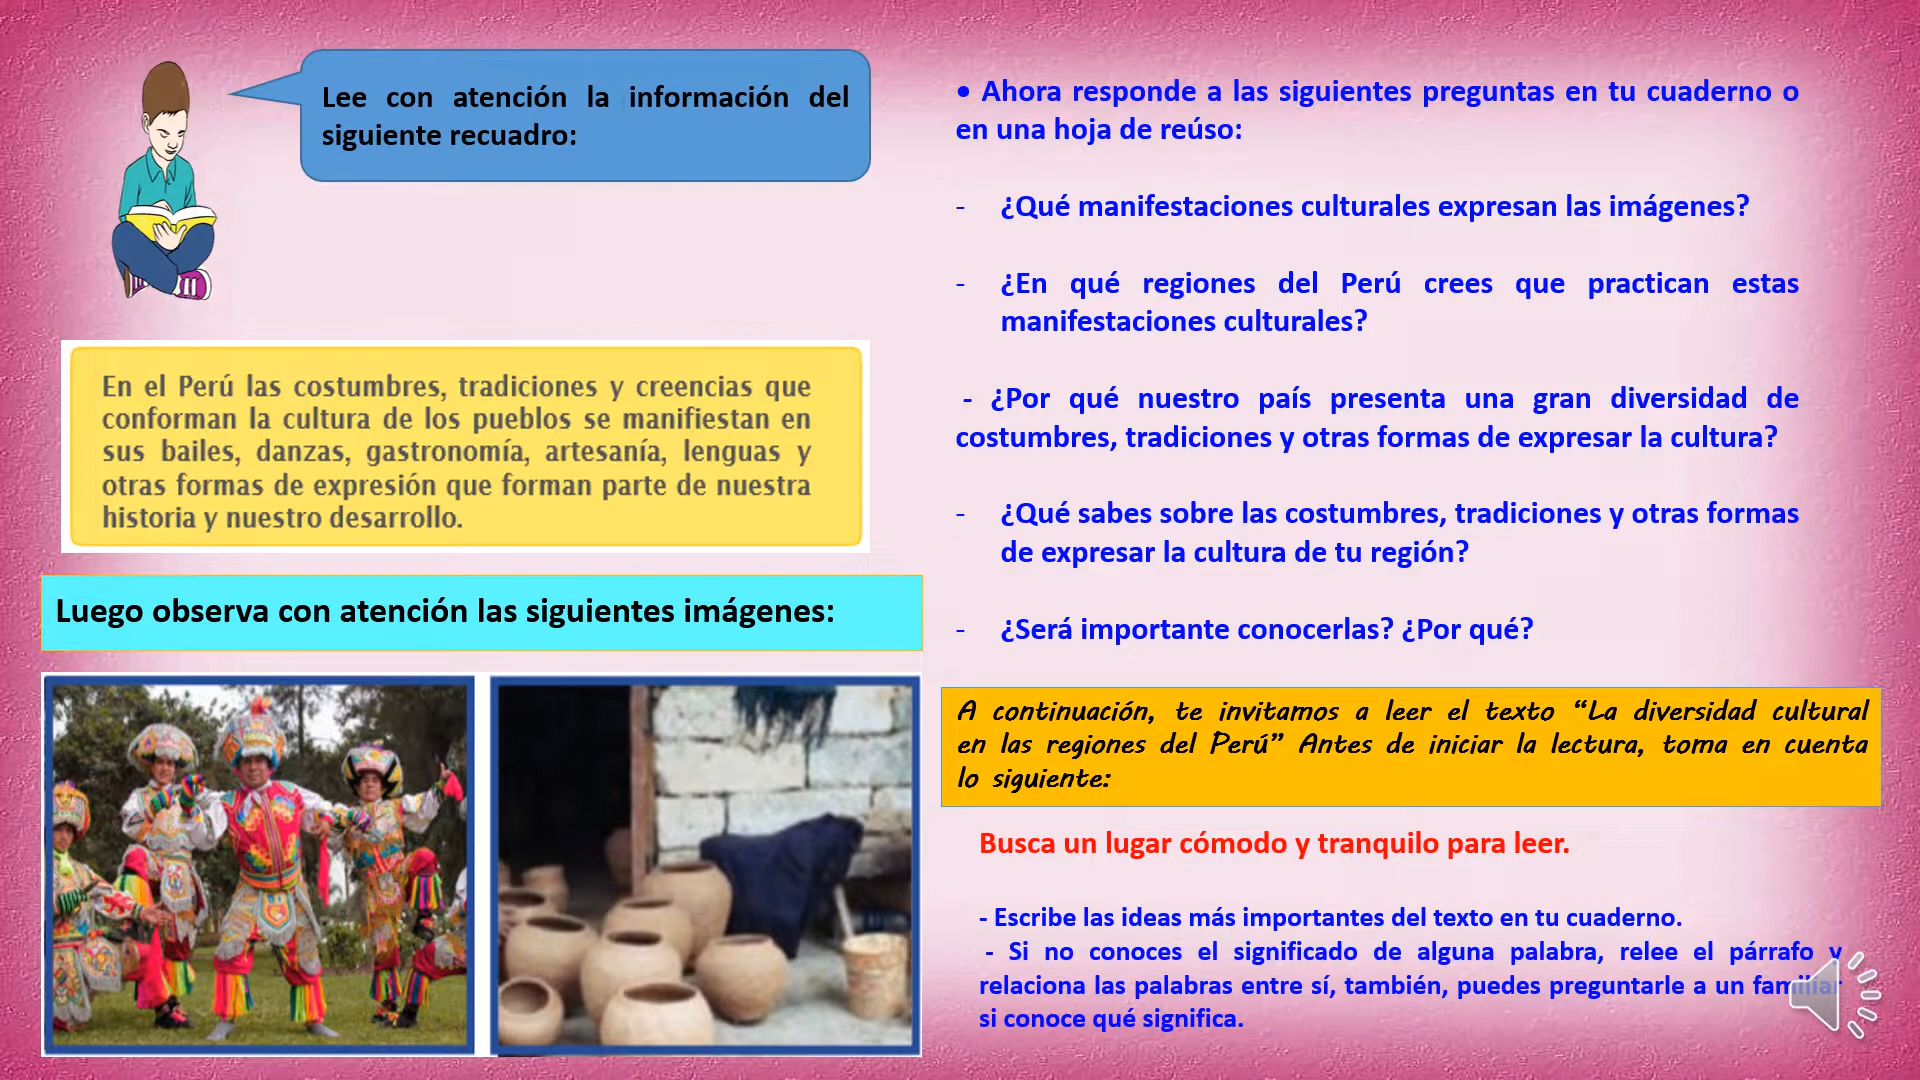 Lee con atención la información del
siguiente recuadro:
En el Perú las costumbres, tradiciones y creencias que
conforman la cultura de los pueblos se manifiestan en
sus bailes, danzas, gastronomía, artesanía, lenguas y
otras formas de expresión que forman parte de nuestra
historia y nuestro desarrollo.
Luego observa con atención las siguientes imágenes:
• Ahora responde a las siguientes preguntas en tu cuaderno o
en una hoja de reúso:
- ¿Qué manifestaciones culturales expresan las imágenes?
- ¿En qué regiones del Perú crees que practican estas
manifestaciones culturales?
- ¿Por qué nuestro país presenta una gran diversidad de
costumbres, tradiciones y otras formas de expresar la cultura?
- ¿Qué sabes sobre las costumbres, tradiciones y otras formas
de expresar la cultura de tu región?
- ¿Será importante conocerlas? ¿Por qué?
A continuación, te invitamos a leer el texto “La diversidad cultural
en las regiones del Perú” Antes de iniciar la lectura, toma en cuenta
lo siguiente:
Busca un lugar cómodo y tranquilo para leer.
- Escribe las ideas más importantes del texto en tu cuaderno.
- Si no conoces el significado de alguna palabra, relee el párrafo y
relaciona las palabras entre sí, también, puedes preguntarle a un familiar
si conoce qué significa.